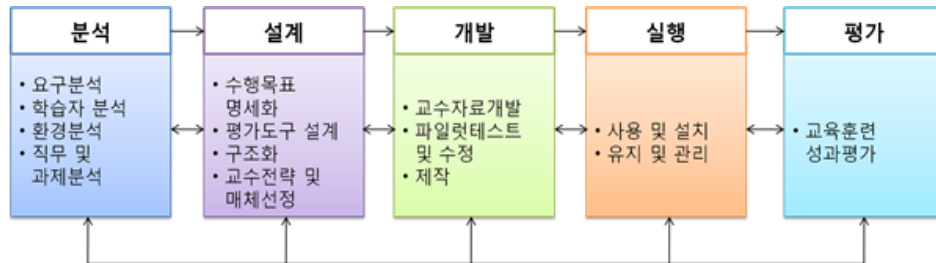 분석
• 요구분석
• 학습자 분석
• 환경분석
• 직무 및
과제분석
설계
• 수행목표
명세화
• 평가도구 설계
• 구조화
• 교수전략 및
매체선정
개발
• 교수자료개발
• 파일럿테스트
및 수정
• 제작
실행
• 사용 및 설치
• 유지 및 관리
평가
• 교육훈련
성과평가